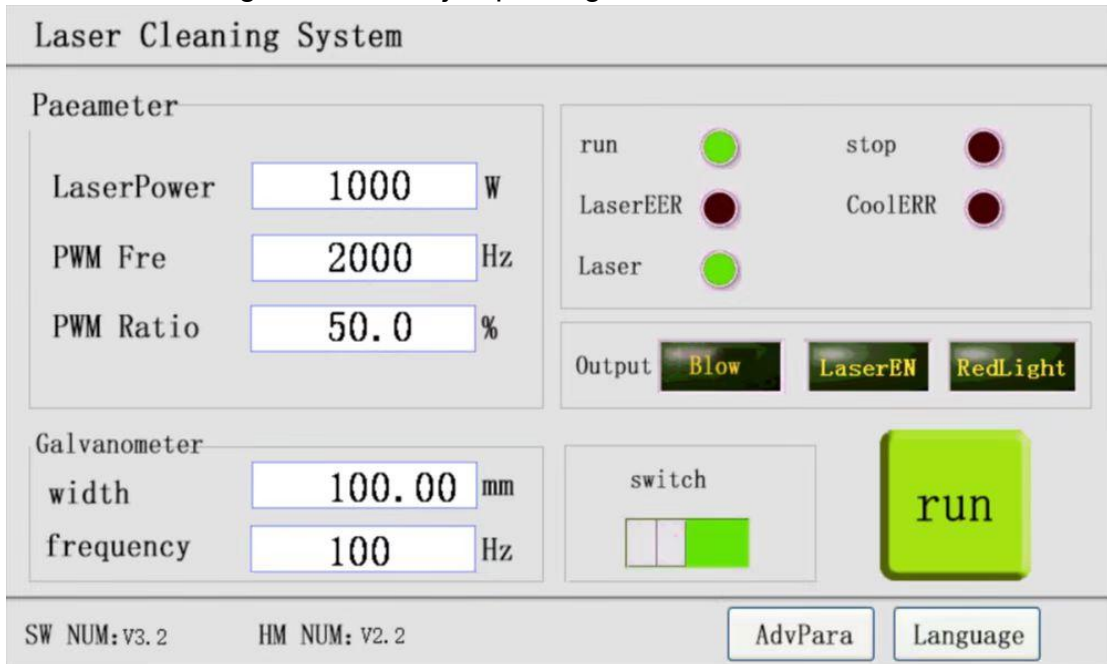 Laser Cleaning System
Paeameter
LaserPower 1000 W
PWM Fre 2000 Hz
PWM Ratio 50.0 %
run stop
LaserEER CoolERR
Laser
Output Blow LaserEN RedLight
Galvanometer
width 100.00 mm
frequency 100 Hz
switch
run
SW NUM:V3.2 HM NUM: V2.2 AdvPara Language